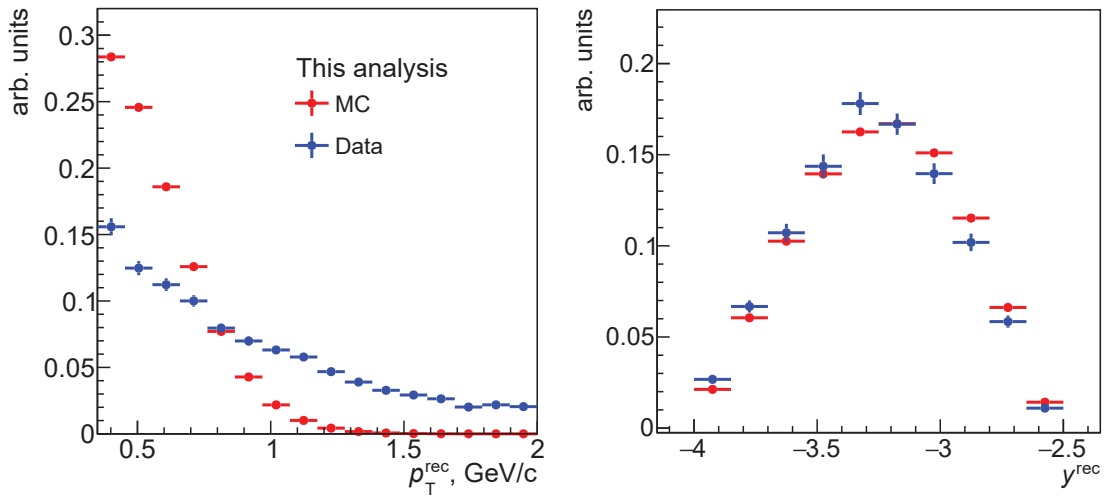 arb. units
0.3
0.25
0.2
0.15
0.1
0.05
0
This analysis
MC
Data
0.5 1 1.5 2
p_T^rec, GeV/c
arb. units
0.2
0.15
0.1
0.05
0
−4 −3.5 −3 −2.5
y^rec